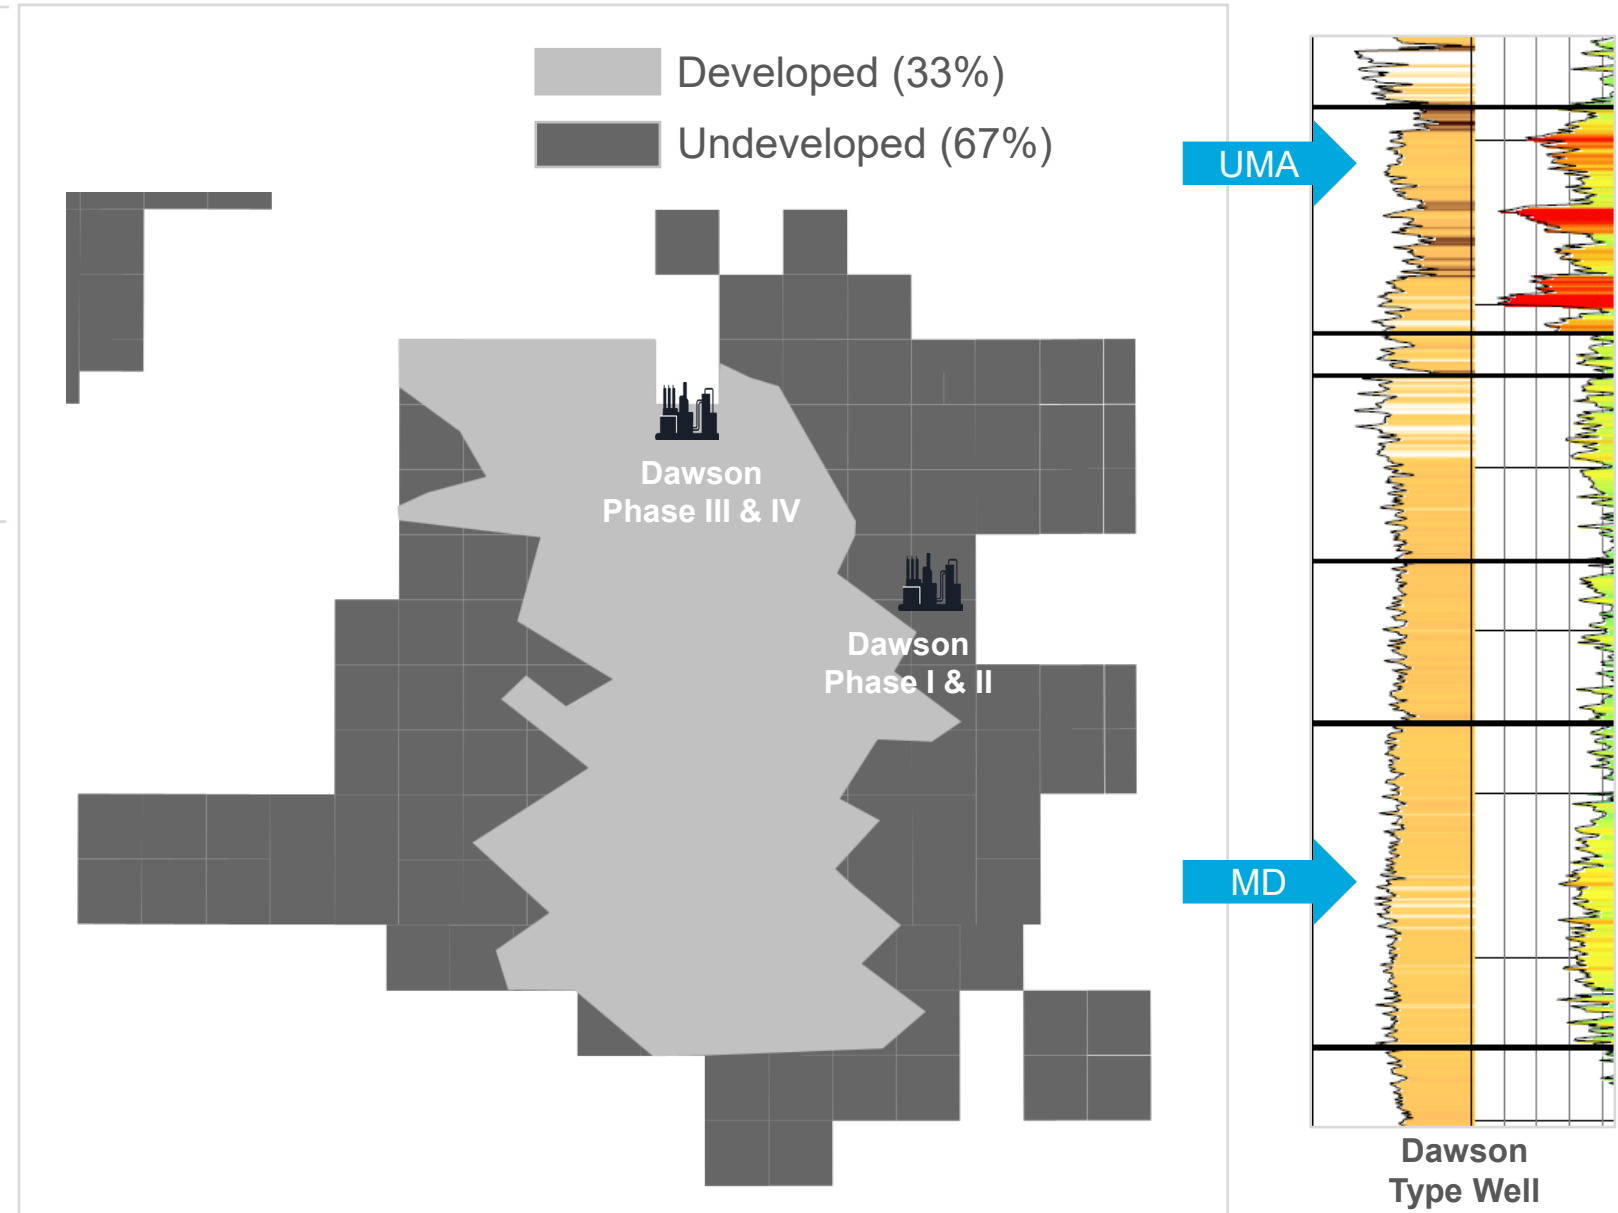 Developed (33%)
Undeveloped (67%)
UMA
Dawson
Phase III & IV
Dawson
Phase I & II
MD
Dawson
Type Well